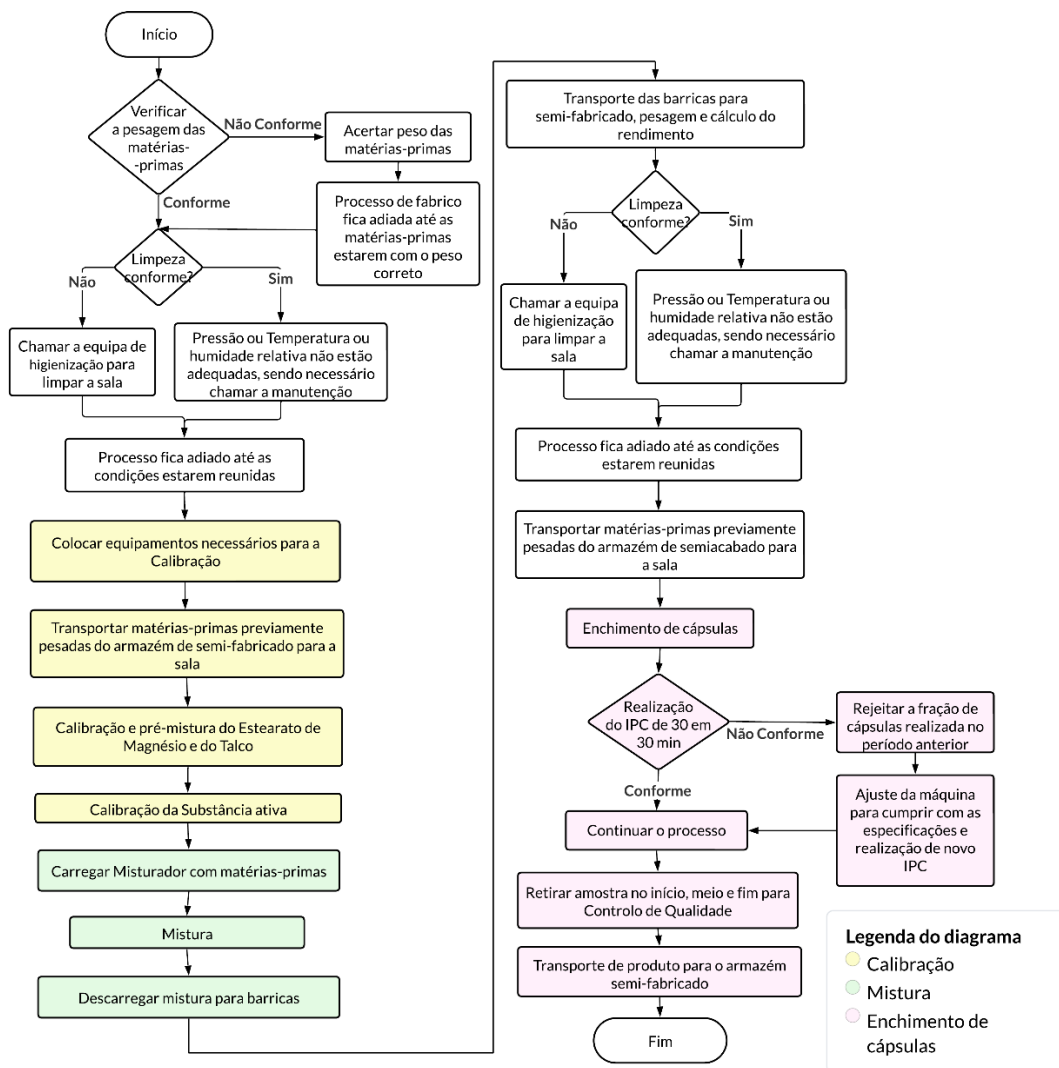 Início
Verificar
a pesagem das
matérias-
-primas
Não Conforme
Acertar peso das
matérias-primas
Conforme
Processo de fabrico
fica adiada até as
matérias-primas
estarem com o peso
correto
Limpeza
conforme?
Não
Sim
Chamar a equipa de
higienização para
limpar a sala
Pressão ou Temperatura ou
humidade relativa não estão
adequadas, sendo necessário
chamar a manutenção
Processo fica adiado até as
condições estarem reunidas
Colocar equipamentos necessários para a
Calibração
Transportar matérias-primas previamente
pesadas do armazém de semi-fabricado para a
sala
Calibração e pré-mistura do Estearato de
Magnésio e do Talco
Calibração da Substância ativa
Carregar Misturador com matérias-primas
Mistura
Descarregar mistura para barricas
Transporte das barricas para
semi-fabricado, pesagem e cálculo do
rendimento
Limpeza
conforme?
Não
Sim
Chamar a equipa
de higienização
para limpar a
sala
Pressão ou Temperatura ou
humidade relativa não estão
adequadas, sendo necessário
chamar a manutenção
Processo fica adiado até as condições
estarem reunidas
Transportar matérias-primas previamente
pesadas do armazém de semiacabado para
a sala
Enchimento de cápsulas
Realização
do IPC de 30 em
30 min
Não Conforme
Rejeitar a fração de
cápsulas realizada no
período anterior
Conforme
Ajuste da máquina
para cumprir com as
especificações e
realização de novo
IPC
Continuar o processo
Retirar amostra no início, meio e fim para
Controlo de Qualidade
Transporte de produto para o armazém
semi-fabricado
Fim
Legenda do diagrama
Calibração
Mistura
Enchimento de
cápsulas